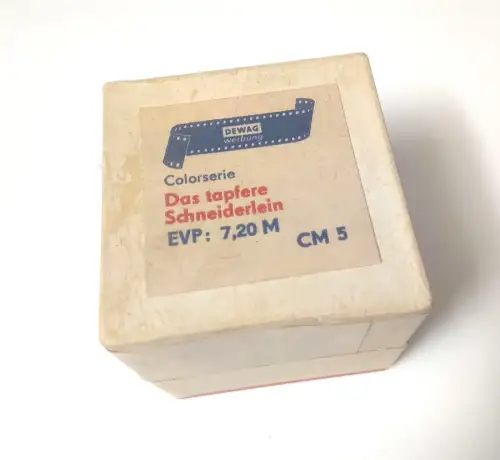 DEWAG
werbung
Colorserie
Das tapfere
Schneiderlein
EVP: 7,20 M CM 5